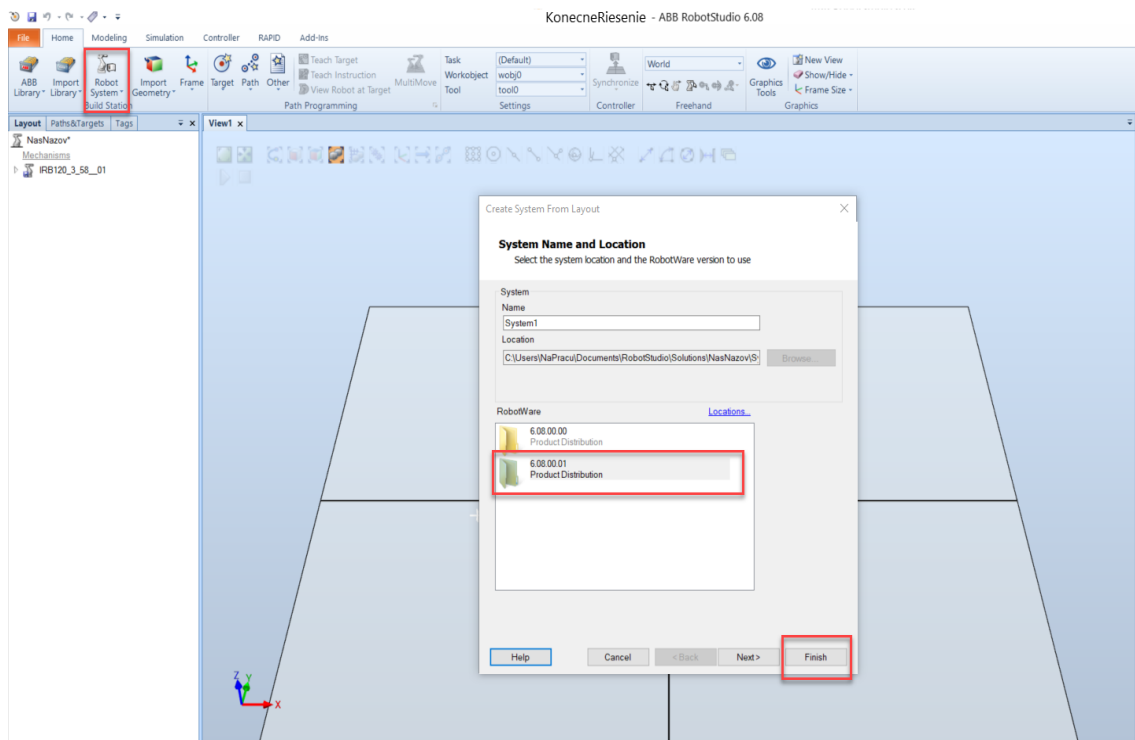 KonecneRiesenie - ABB RobotStudio 6.08
File Home Modeling Simulation Controller RAPID Add-Ins
ABB Library
Import Library
Robot System
Import Geometry
Frame
Build Station
Target
Path
Other
Teach Target
Teach Instruction
View Robot at Target
MultiMove
Path Programming
Task (Default)
Workobject wobj0
Tool tool0
Settings
Synchronize
Controller
World
Freehand
Graphics Tools
New View
Show/Hide
Frame Size
Graphics
Layout Paths&Targets Tags
View1
NasNazov*
Mechanisms
IRB120_3_58__01
Create System From Layout
System Name and Location
Select the system location and the RobotWare version to use
System
Name
System1
Location
C:\Users\NaPracu\Documents\RobotStudio\Solutions\NasNazov\S
Browse...
RobotWare Locations...
6.08.00.00
Product Distribution
6.08.00.01
Product Distribution
Help Cancel <Back Next> Finish
Z Y
X